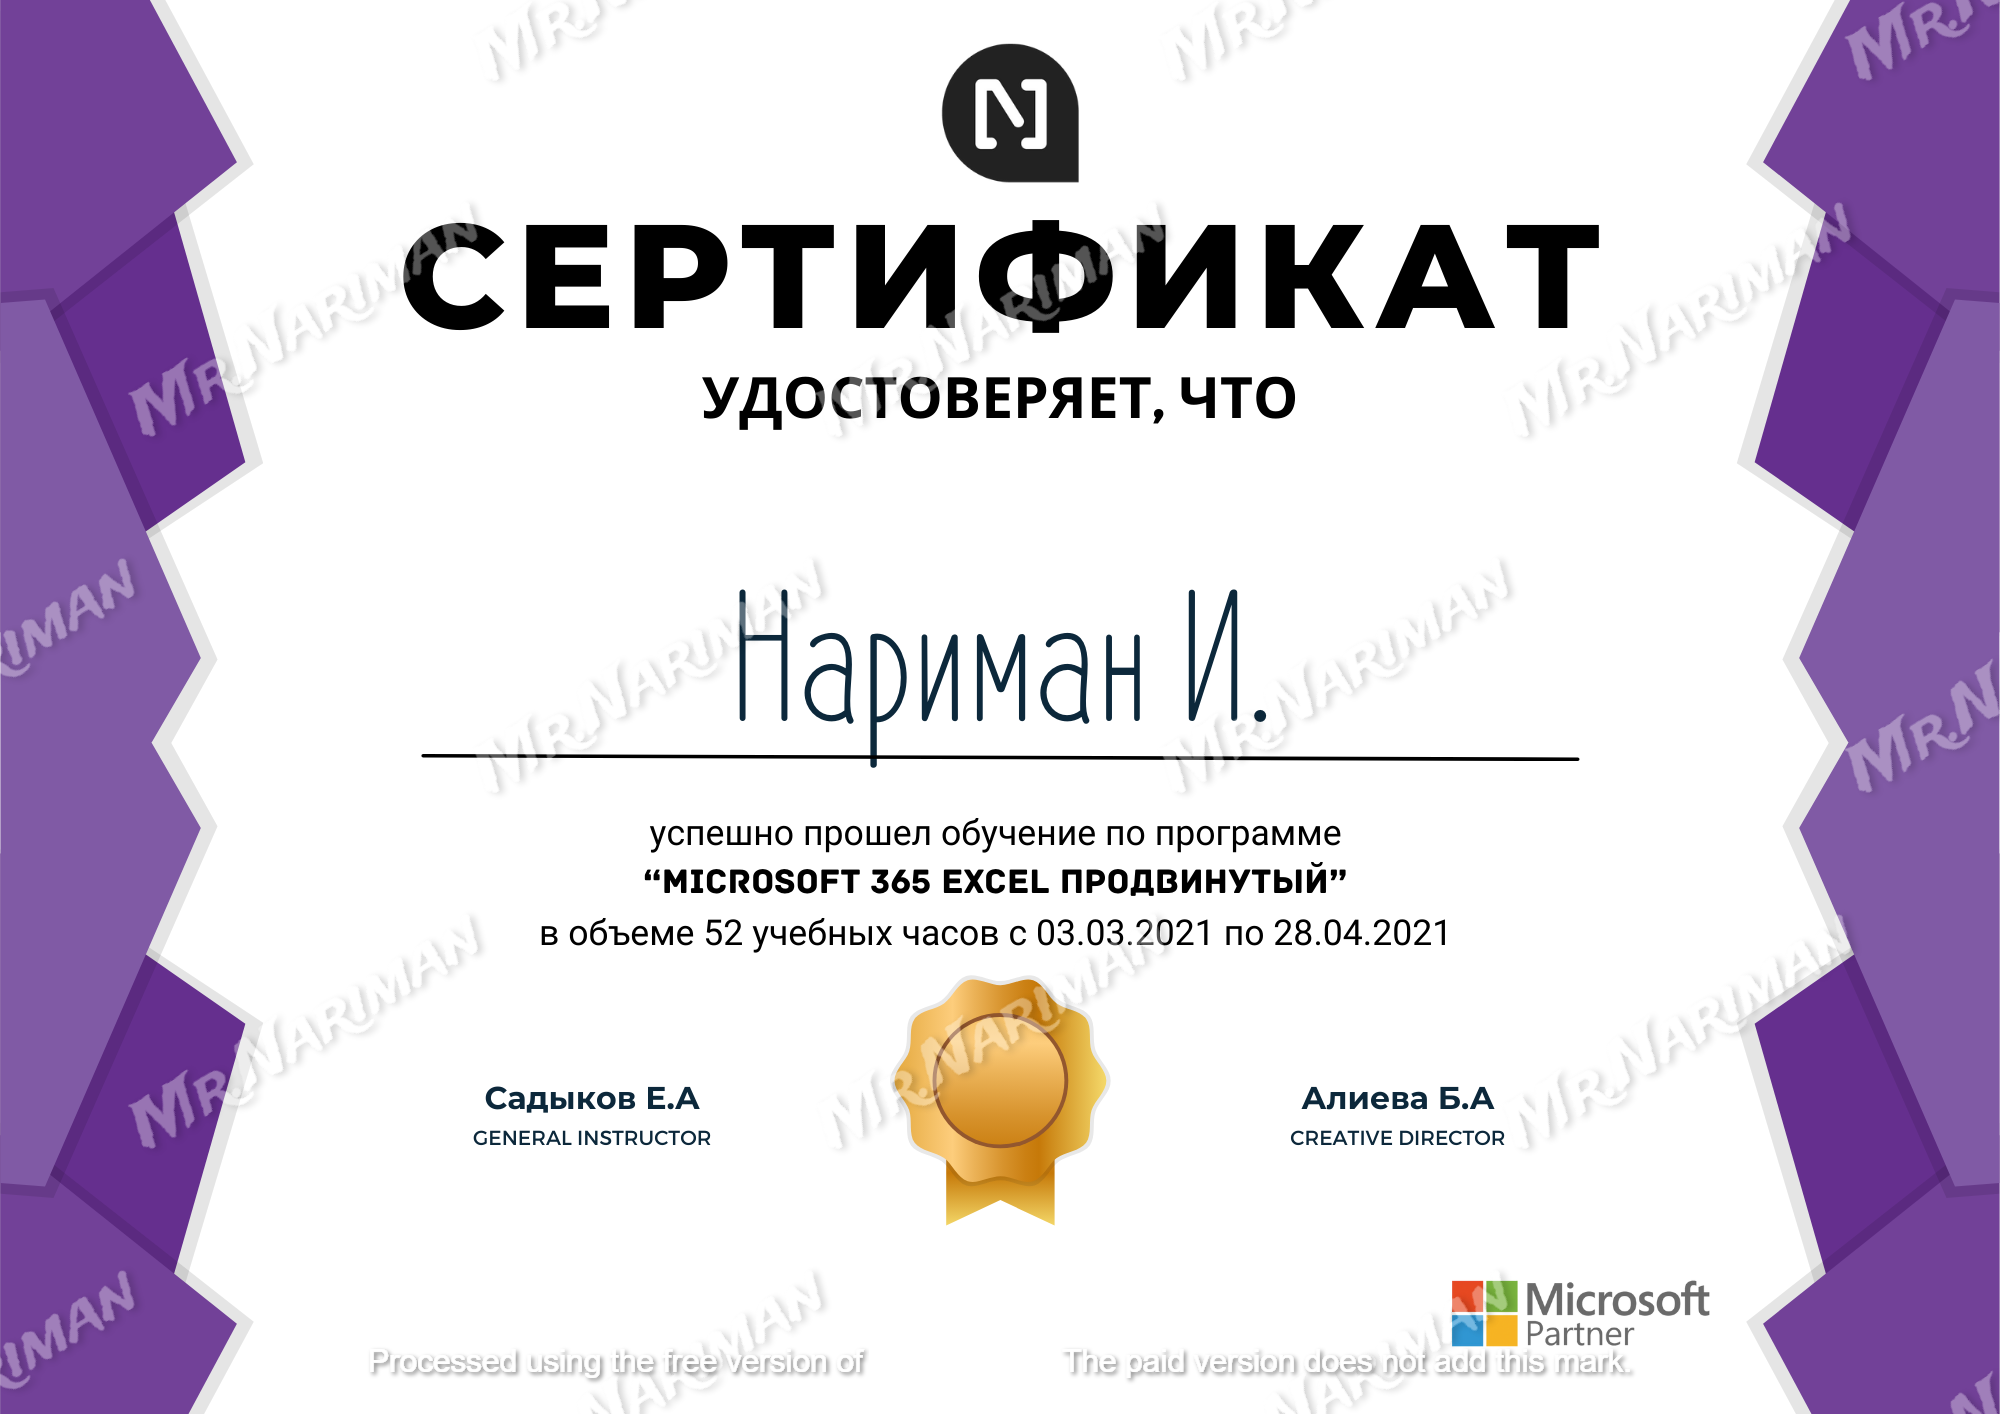 СЕРТИФИКАТ
УДОСТОВЕРЯЕТ, ЧТО
Нариман И.
успешно прошел обучение по программе
“MICROSOFT 365 EXCEL ПРОДВИНУТЫЙ”
в объеме 52 учебных часов с 03.03.2021 по 28.04.2021
Садыков Е.А
GENERAL INSTRUCTOR
Алиева Б.А
CREATIVE DIRECTOR
Microsoft
Partner
Processed using the free version of
The paid version does not add this mark.
MR.NARIMAN